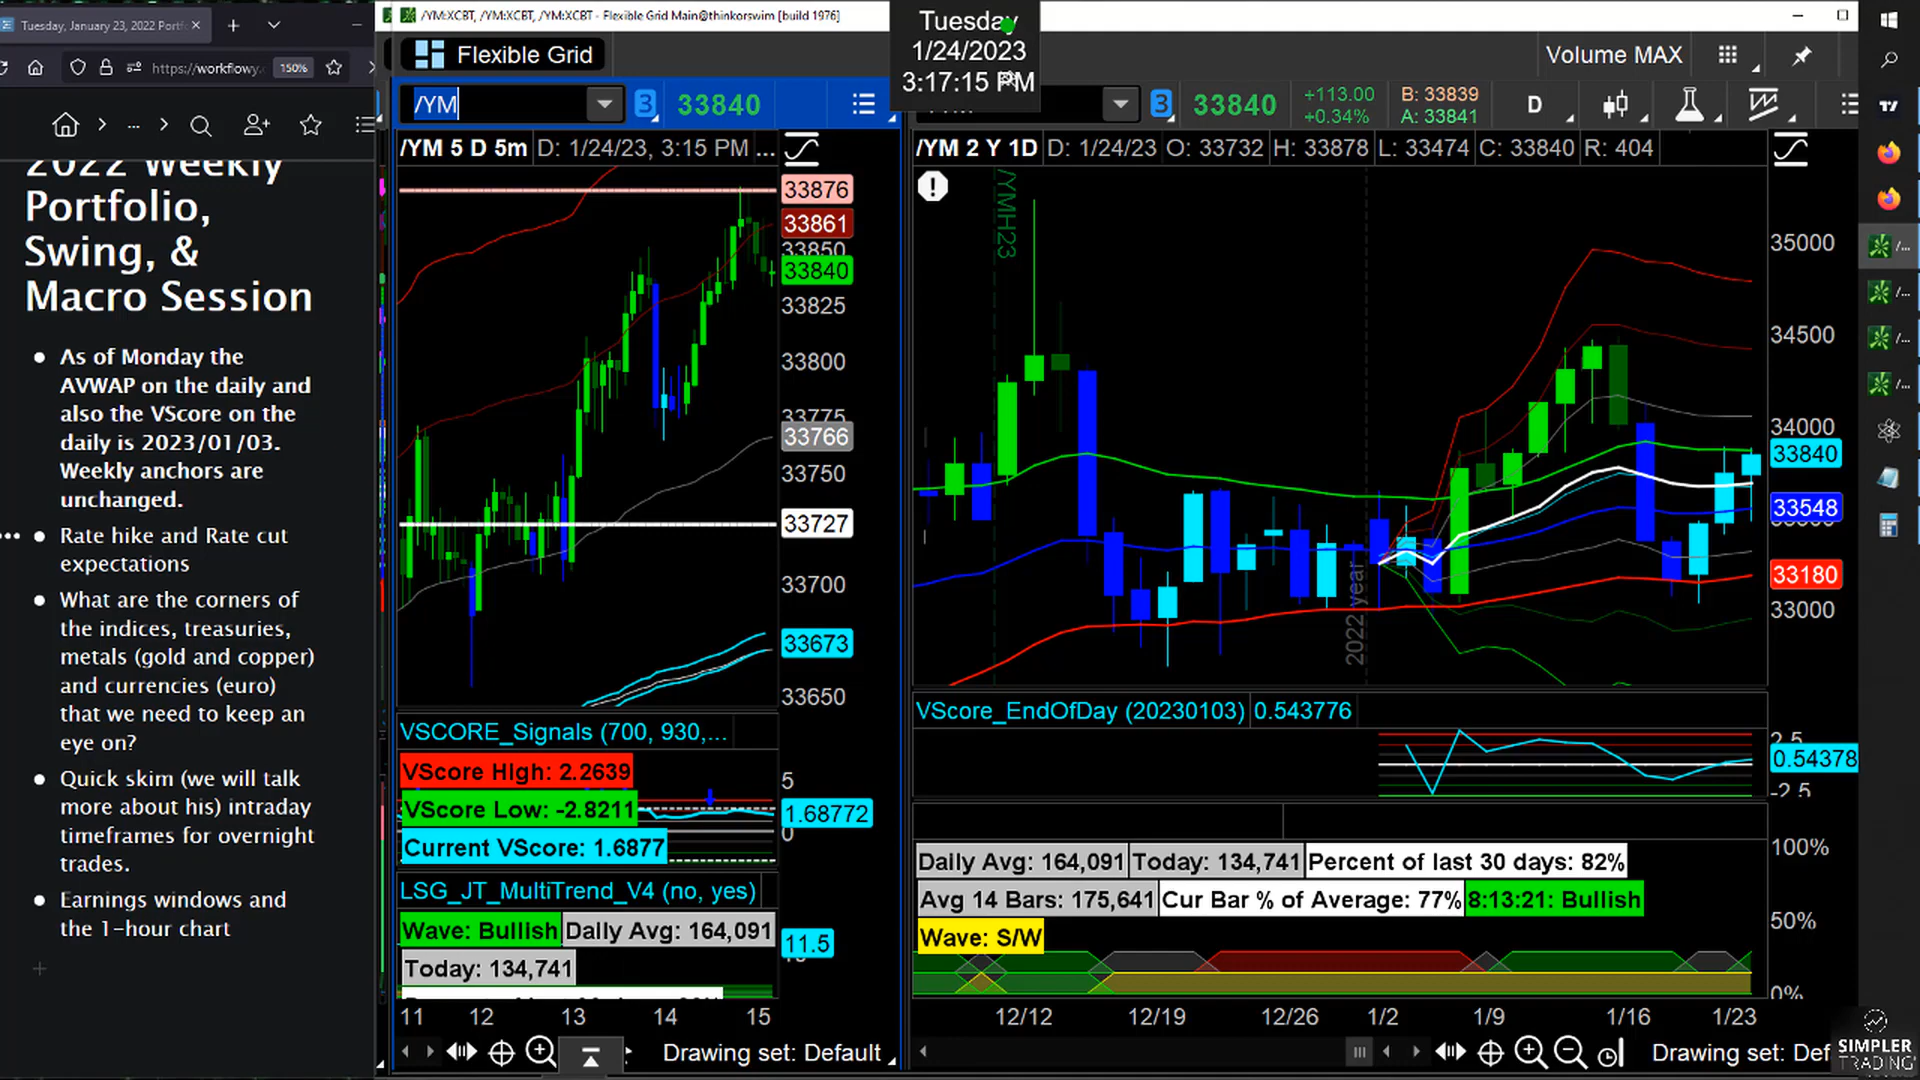 Tuesday, January 23, 2022 Portfo
https://workflowy.
150%
2022 Weekly
Portfolio,
Swing, &
Macro Session
As of Monday the
AVWAP on the daily and
also the VScore on the
daily is 2023/01/03.
Weekly anchors are
unchanged.
Rate hike and Rate cut
expectations
What are the corners of
the indices, treasuries,
metals (gold and copper)
and currencies (euro)
that we need to keep an
eye on?
Quick skim (we will talk
more about his) intraday
timeframes for overnight
trades.
Earnings windows and
the 1-hour chart
/YM:XCBT, /YM:XCBT, /YM:XCBT - Flexible Grid Main@thinkorswim [build 1976]
Tuesday
1/24/2023
3:17:15 PM
Flexible Grid
Volume MAX
/YM
3
33840
3
33840
+113.00
+0.34%
B: 33839
A: 33841
D
/YM 5 D 5m
D: 1/24/23, 3:15 PM ...
33876
33861
33850
33840
33825
33800
33775
33766
33750
33727
33700
33673
33650
VSCORE_Signals (700, 930,...
VScore High: 2.2639
VScore Low: -2.8211
Current VScore: 1.6877
5
1.68772
0
LSG_JT_MultiTrend_V4 (no, yes)
Wave: Bullish
Daily Avg: 164,091
Today: 134,741
11.5
11 12 13 14 15
Drawing set: Default
/YM 2 Y 1D
D: 1/24/23
O: 33732
H: 33878
L: 33474
C: 33840
R: 404
/YMH23
2022 year
35000
34500
34000
33840
33548
33180
33000
VScore_EndOfDay (20230103)
0.543776
2.5
0.54378
-2.5
Daily Avg: 164,091
Today: 134,741
Percent of last 30 days: 82%
Avg 14 Bars: 175,641
Cur Bar % of Average: 77%
8:13:21: Bullish
Wave: S/W
100%
50%
0%
12/12 12/19 12/26 1/2 1/9 1/16 1/23
Drawing set: Def
/...
/...
/...
/...
SIMPLER
TRADING